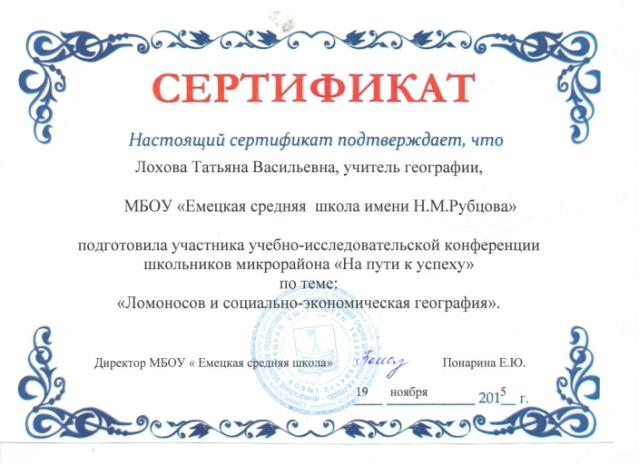 СЕРТИФИКАТ
Настоящий сертификат подтверждает, что
Лохова Татьяна Васильевна, учитель географии,
МБОУ «Емецкая средняя школа имени Н.М.Рубцова»
подготовила участника учебно-исследовательской конференции
школьников микрорайона «На пути к успеху»
по теме:
«Ломоносов и социально-экономическая география».
Директор МБОУ « Емецкая средняя школа» Понарина Е.Ю.
19 ноября 2015 г.